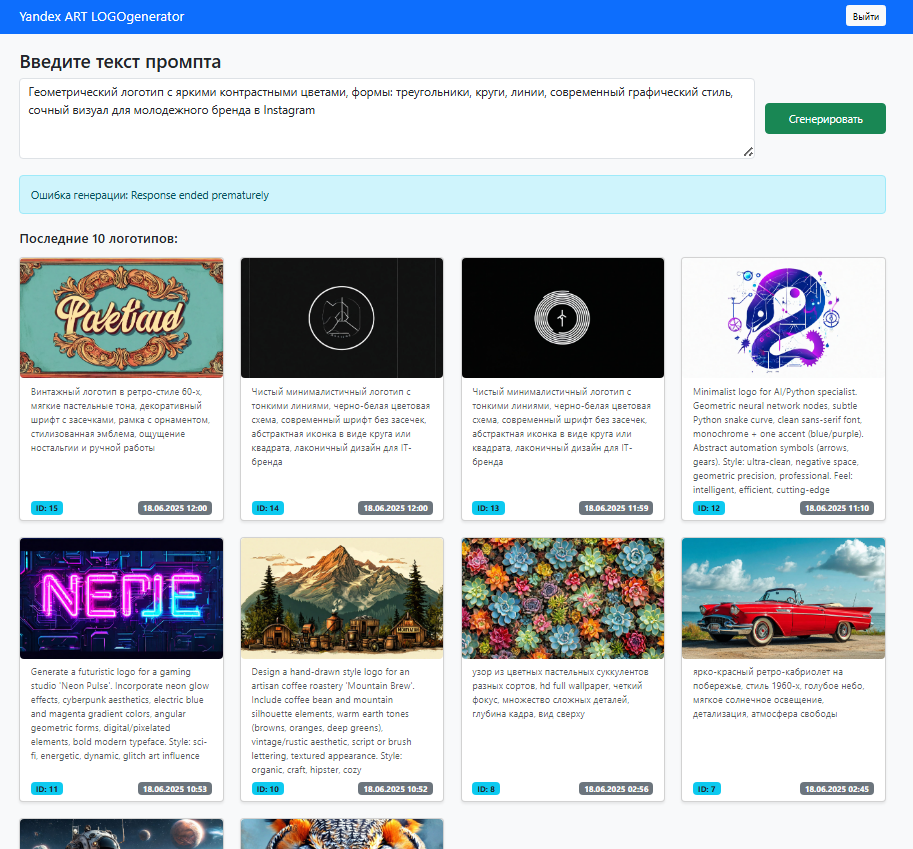 Yandex ART LOGOgenerator
Выйти
Введите текст промпта
Геометрический логотип с яркими контрастными цветами, формы: треугольники, круги, линии, современный графический стиль,
сочный визуал для молодежного бренда в Instagram
Сгенерировать
Ошибка генерации: Response ended prematurely
Последние 10 логотипов:
Винтажный логотип в ретро-стиле 60-х,
мягкие пастельные тона, декоративный
шрифт с засечками, рамка с орнаментом,
стилизованная эмблема, ощущение
ностальгии и ручной работы
ID: 15
18.06.2025 12:00
Чистый минималистичный логотип с
тонкими линиями, черно-белая цветовая
схема, современный шрифт без засечек,
абстрактная иконка в виде круга или
квадрата, лаконичный дизайн для IT-
бренда
ID: 14
18.06.2025 12:00
Чистый минималистичный логотип с
тонкими линиями, черно-белая цветовая
схема, современный шрифт без засечек,
абстрактная иконка в виде круга или
квадрата, лаконичный дизайн для IT-
бренда
ID: 13
18.06.2025 11:59
Minimalist logo for AI/Python specialist.
Geometric neural network nodes, subtle
Python snake curve, clean sans-serif font,
monochrome + one accent (blue/purple).
Abstract automation symbols (arrows,
gears). Style: ultra-clean, negative space,
geometric precision, professional. Feel:
intelligent, efficient, cutting-edge
ID: 12
18.06.2025 11:10
Generate a futuristic logo for a gaming
studio 'Neon Pulse'. Incorporate neon glow
effects, cyberpunk aesthetics, electric blue
and magenta gradient colors, angular
geometric forms, digital/pixelated
elements, bold modern typeface. Style: sci-
fi, energetic, dynamic, glitch art influence
ID: 11
18.06.2025 10:53
Design a hand-drawn style logo for an
artisan coffee roastery 'Mountain Brew'.
Include coffee bean and mountain
silhouette elements, warm earth tones
(browns, oranges, deep greens),
vintage/rustic aesthetic, script or brush
lettering, textured appearance. Style:
organic, craft, hipster, cozy
ID: 10
18.06.2025 10:52
узор из цветных пастельных суккулентов
разных сортов, hd full wallpaper, четкий
фокус, множество сложных деталей,
глубина кадра, вид сверху
ID: 8
18.06.2025 02:56
ярко-красный ретро-кабриолет на
побережье, стиль 1960-х, голубое небо,
мягкое солнечное освещение,
детализация, атмосфера свободы
ID: 7
18.06.2025 02:45